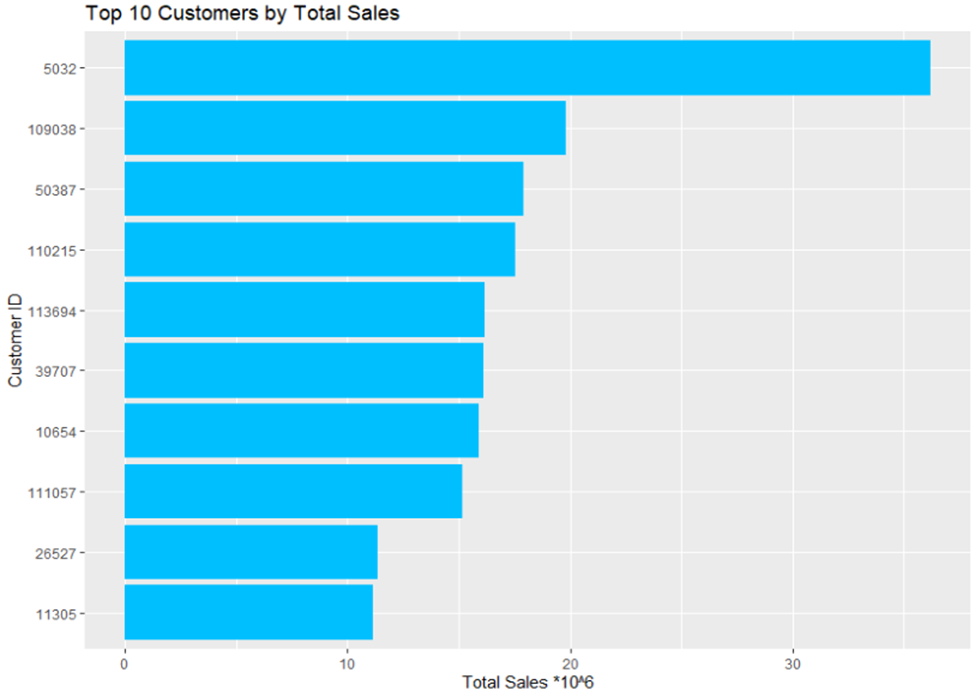 Top 10 Customers by Total Sales
Customer ID
5032
109038
50387
110215
113694
39707
10654
111057
26527
11305
0 10 20 30
Total Sales *10^6